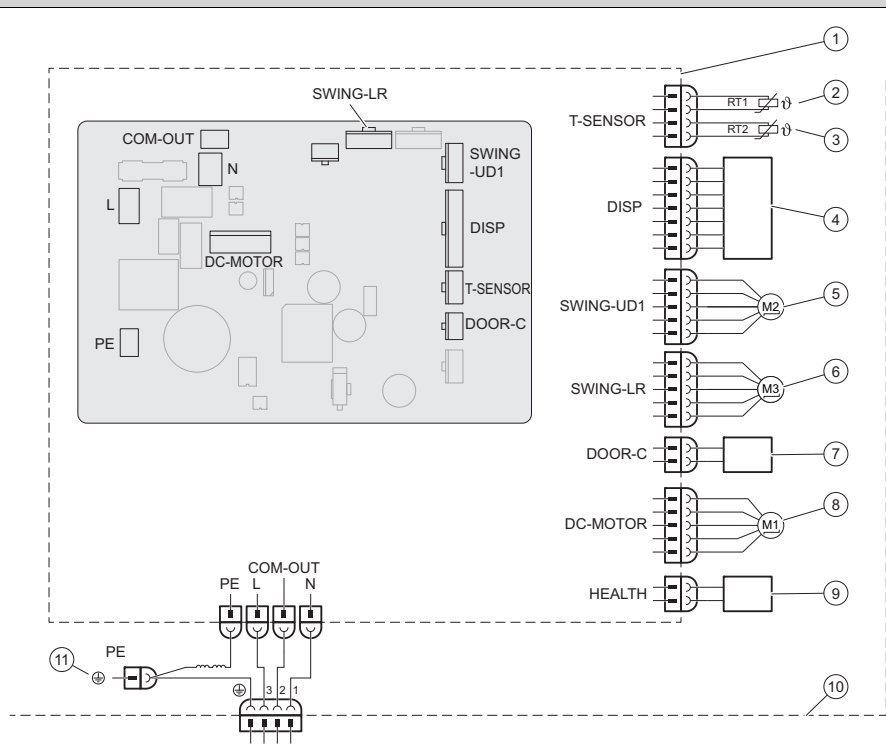 1
SWING-LR
RT1 ϑ 2
COM-OUT
T-SENSOR
RT2 ϑ 3
N
SWING
-UD1
L
DISP
DISP
4
DC-MOTOR
T-SENSOR
5
SWING-UD1
M2
DOOR-C
PE
6
SWING-LR
M3
DOOR-C
7
8
DC-MOTOR
M1
COM-OUT
PE L N
HEALTH
9
PE
11
3 2 1
10